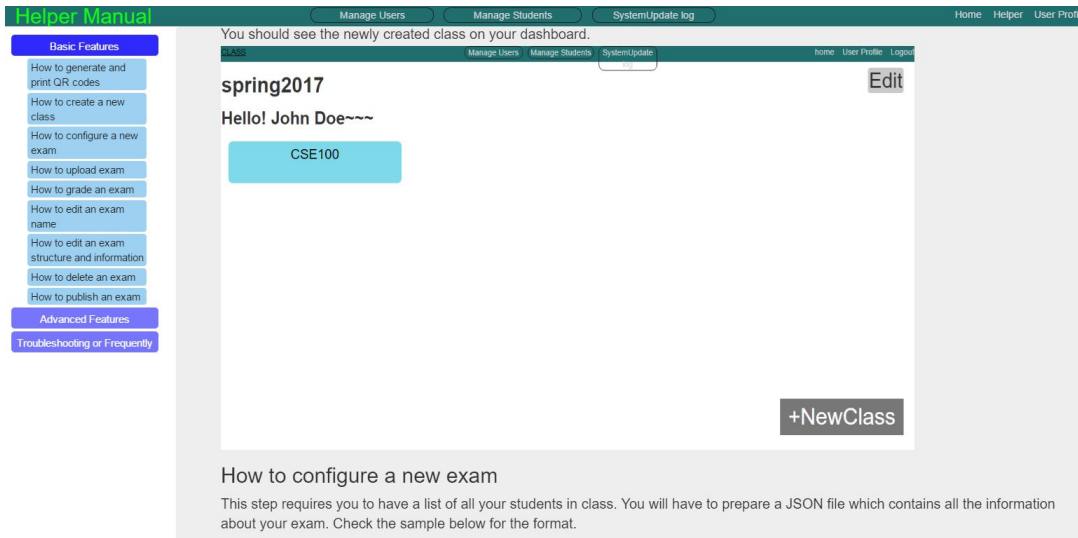 Helper Manual
Manage Users
Manage Students
SystemUpdate log
Home
Helper
User Profi
Basic Features
How to generate and
print QR codes
How to create a new
class
How to configure a new
exam
How to upload exam
How to grade an exam
How to edit an exam
name
How to edit an exam
structure and information
How to delete an exam
How to publish an exam
Advanced Features
Troubleshooting or Frequently
You should see the newly created class on your dashboard.
CLASS
Manage Users
Manage Students
SystemUpdate
log
home
User Profile
Logout
spring2017
Edit
Hello! John Doe~~~
CSE100
+NewClass
How to configure a new exam
This step requires you to have a list of all your students in class. You will have to prepare a JSON file which contains all the information
about your exam. Check the sample below for the format.